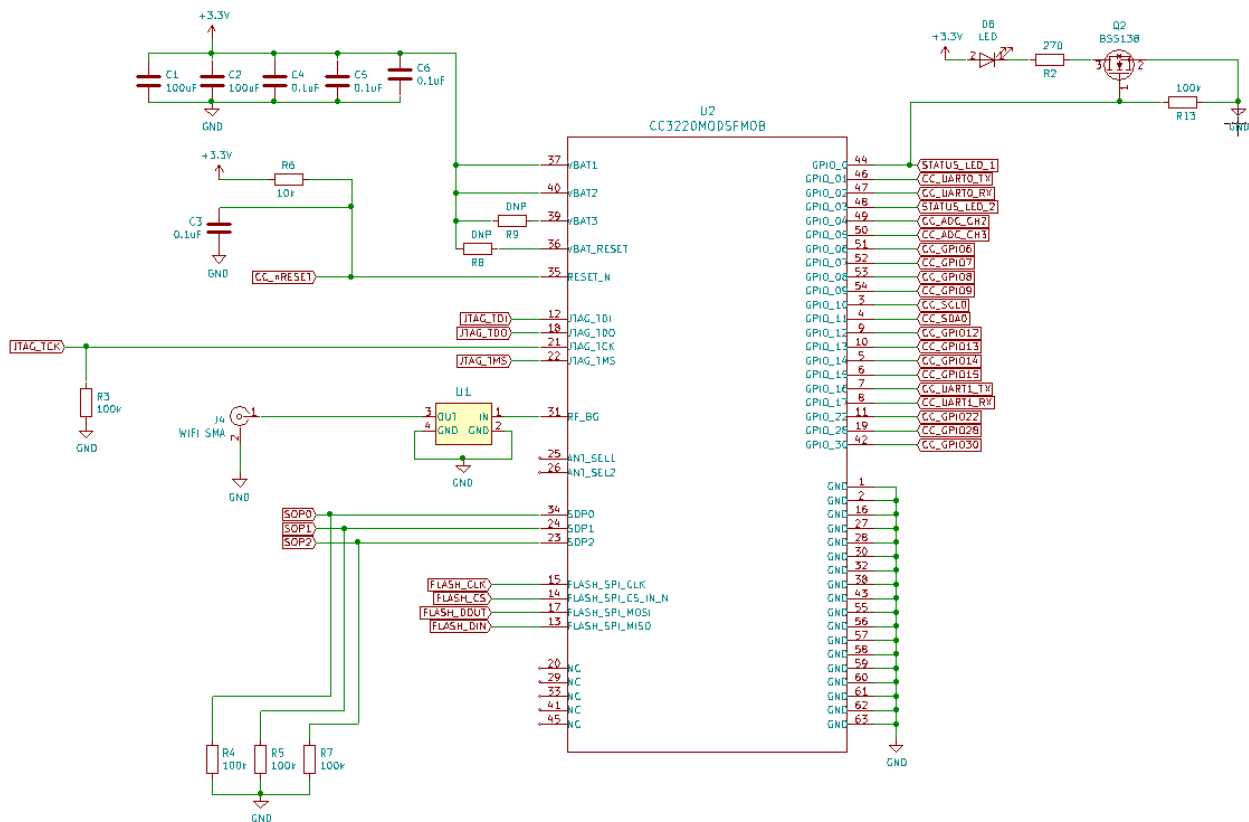 +3.3V
C1
100uF
C2
100uF
C4
0.1uF
C5
0.1uF
C6
0.1uF
GND
+3.3V
R6
10k
C3
0.1uF
GND
CC_nRESET
DNP
R9
DNP
R8
JTAG_TDI
JTAG_TDO
JTAG_TCK
JTAG_TMS
R3
100k
GND
J4
WIFI SMA
1
2
GND
U1
3 OUT IN 1
4 GND GND 2
GND
SOP0
SOP1
SOP2
FLASH_CLK
FLASH_CS
FLASH_DOUT
FLASH_DIN
R4
100k
R5
100k
R7
100k
GND
U2
CC3220MODSFMOB
37 VBAT1
40 VBAT2
39 VBAT3
36 VBAT_RESET
35 RESET_N
12 JTAG_TDI
18 JTAG_TDO
21 JTAG_TCK
22 JTAG_TMS
31 RF_BG
25 ANT_SEL1
26 ANT_SEL2
34 SOP0
24 SOP1
23 SOP2
15 FLASH_SPI_CLK
14 FLASH_SPI_CS_IN_N
17 FLASH_SPI_MOSI
13 FLASH_SPI_MISO
20 NC
29 NC
33 NC
41 NC
45 NC
GPIO_0 44 STATUS_LED_1
GPIO_01 46 CC_UART0_TX
GPIO_02 47 CC_UART0_RX
GPIO_03 48 STATUS_LED_2
GPIO_04 49 CC_ADC_CH2
GPIO_05 50 CC_ADC_CH3
GPIO_06 51 CC_GPIO6
GPIO_07 52 CC_GPIO7
GPIO_08 53 CC_GPIO8
GPIO_09 54 CC_GPIO9
GPIO_10 3 CC_SCL0
GPIO_11 4 CC_SDA0
GPIO_12 9 CC_GPIO12
GPIO_13 10 CC_GPIO13
GPIO_14 5 CC_GPIO14
GPIO_15 6 CC_GPIO15
GPIO_16 7 CC_UART1_TX
GPIO_17 8 CC_UART1_RX
GPIO_22 11 CC_GPIO22
GPIO_28 19 CC_GPIO28
GPIO_30 42 CC_GPIO30
GND 1
GND 2
GND 16
GND 27
GND 28
GND 30
GND 32
GND 38
GND 43
GND 55
GND 56
GND 57
GND 58
GND 59
GND 60
GND 61
GND 62
GND 63
GND
+3.3V
D8
LED
2 1
270
R2
Q2
BSS138
3 2
1
100k
R13
GND